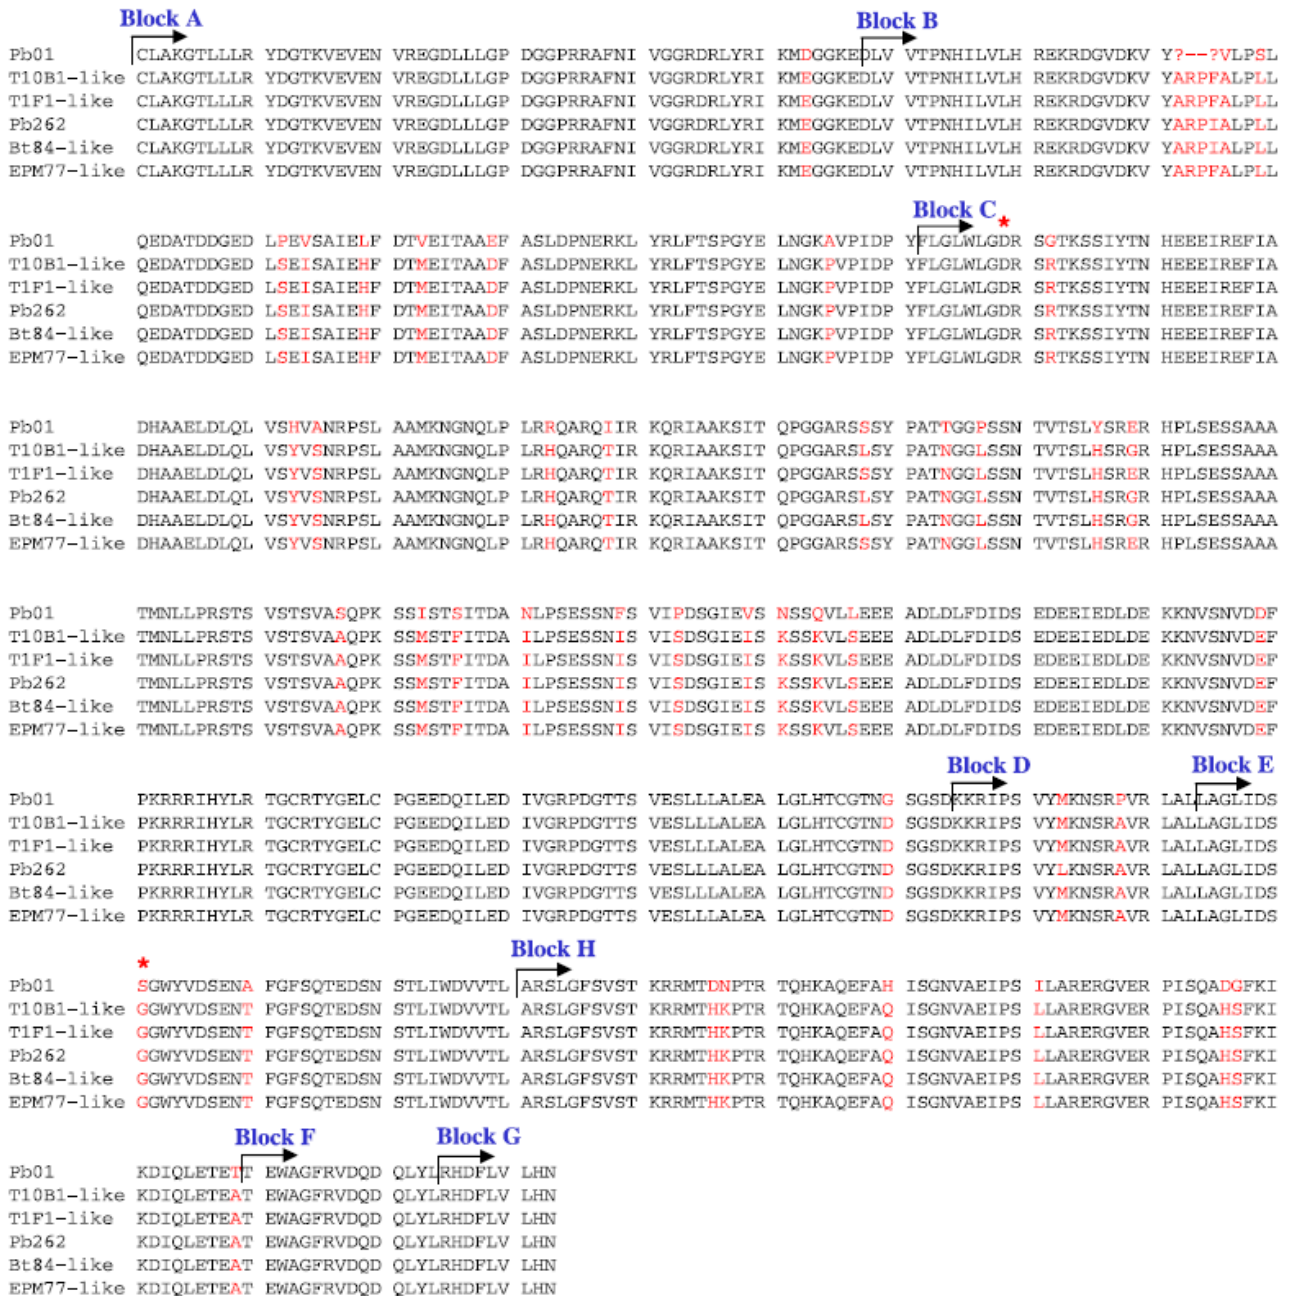 Block A Block B
Pb01 CLAKGTLLLR YDGTKVEVEN VREGDLLLGP DGGPRRAFNI VGGRDRLYRI KMDGGKEDLV VTPNHILVLH REKRDGVDKV Y?--?VLPSL
T10B1-like CLAKGTLLLR YDGTKVEVEN VREGDLLLGP DGGPRRAFNI VGGRDRLYRI KMEGGKEDLV VTPNHILVLH REKRDGVDKV YARPFALPLL
T1F1-like CLAKGTLLLR YDGTKVEVEN VREGDLLLGP DGGPRRAFNI VGGRDRLYRI KMEGGKEDLV VTPNHILVLH REKRDGVDKV YARPFALPLL
Pb262 CLAKGTLLLR YDGTKVEVEN VREGDLLLGP DGGPRRAFNI VGGRDRLYRI KMEGGKEDLV VTPNHILVLH REKRDGVDKV YARPIALPLL
Bt84-like CLAKGTLLLR YDGTKVEVEN VREGDLLLGP DGGPRRAFNI VGGRDRLYRI KMEGGKEDLV VTPNHILVLH REKRDGVDKV YARPIALPLL
EPM77-like CLAKGTLLLR YDGTKVEVEN VREGDLLLGP DGGPRRAFNI VGGRDRLYRI KMEGGKEDLV VTPNHILVLH REKRDGVDKV YARPFALPLL
Block C *
Pb01 QEDATDDGED LPEVSAIELF DTVEITAAEF ASLDPNERKL YRLFTSPGYE LNGKAVPIDP YFLGLWLGDR SGTKSSIYTN HEEEIREFIA
T10B1-like QEDATDDGED LSEISAIEHF DTMEITAADF ASLDPNERKL YRLFTSPGYE LNGKPVPIDP YFLGLWLGDR SRTKSSIYTN HEEEIREFIA
T1F1-like QEDATDDGED LSEISAIEHF DTMEITAADF ASLDPNERKL YRLFTSPGYE LNGKPVPIDP YFLGLWLGDR SRTKSSIYTN HEEEIREFIA
Pb262 QEDATDDGED LSEISAIEHF DTMEITAADF ASLDPNERKL YRLFTSPGYE LNGKPVPIDP YFLGLWLGDR SRTKSSIYTN HEEEIREFIA
Bt84-like QEDATDDGED LSEISAIEHF DTMEITAADF ASLDPNERKL YRLFTSPGYE LNGKPVPIDP YFLGLWLGDR SRTKSSIYTN HEEEIREFIA
EPM77-like QEDATDDGED LSEISAIEHF DTMEITAADF ASLDPNERKL YRLFTSPGYE LNGKPVPIDP YFLGLWLGDR SRTKSSIYTN HEEEIREFIA
Pb01 DHAAELDLQL VSHVANRPSL AAMKNGNQLP LRRQARQIIR KQRIAAKSIT QPGGARSSSY PATTGGPSSN TVTSLYSRER HPLSESSAAA
T10B1-like DHAAELDLQL VSYVSNRPSL AAMKNGNQLP LRHQARQTIR KQRIAAKSIT QPGGARSLSY PATNGGLSSN TVTSLHSRGR HPLSESSAAA
T1F1-like DHAAELDLQL VSYVSNRPSL AAMKNGNQLP LRHQARQTIR KQRIAAKSIT QPGGARSSSY PATNGGLSSN TVTSLHSRER HPLSESSAAA
Pb262 DHAAELDLQL VSYVSNRPSL AAMKNGNQLP LRHQARQTIR KQRIAAKSIT QPGGARSLSY PATNGGLSSN TVTSLHSRGR HPLSESSAAA
Bt84-like DHAAELDLQL VSYVSNRPSL AAMKNGNQLP LRHQARQTIR KQRIAAKSIT QPGGARSLSY PATNGGLSSN TVTSLHSRGR HPLSESSAAA
EPM77-like DHAAELDLQL VSYVSNRPSL AAMKNGNQLP LRHQARQTIR KQRIAAKSIT QPGGARSSSY PATNGGLSSN TVTSLHSRER HPLSESSAAA
Pb01 TMNLLPRSTS VSTSVASQPK SSISTSITDA NLPSESSNFS VIPDSGIEVS NSSQVLLEEE ADLDLFDIDS EDEEIEDLDE KKNVSNVDDF
T10B1-like TMNLLPRSTS VSTSVAAQPK SSMSTFITDA ILPSESSNIS VISDSGIEIS KSSKVLSEEE ADLDLFDIDS EDEEIEDLDE KKNVSNVDEF
T1F1-like TMNLLPRSTS VSTSVAAQPK SSMSTFITDA ILPSESSNIS VISDSGIEIS KSSKVLSEEE ADLDLFDIDS EDEEIEDLDE KKNVSNVDEF
Pb262 TMNLLPRSTS VSTSVAAQPK SSMSTFITDA ILPSESSNIS VISDSGIEIS KSSKVLSEEE ADLDLFDIDS EDEEIEDLDE KKNVSNVDEF
Bt84-like TMNLLPRSTS VSTSVAAQPK SSMSTFITDA ILPSESSNIS VISDSGIEIS KSSKVLSEEE ADLDLFDIDS EDEEIEDLDE KKNVSNVDEF
EPM77-like TMNLLPRSTS VSTSVAAQPK SSMSTFITDA ILPSESSNIS VISDSGIEIS KSSKVLSEEE ADLDLFDIDS EDEEIEDLDE KKNVSNVDEF
Block D Block E
Pb01 PKRRRIHYLR TGCRTYGELC PGEEDQILED IVGRPDGTTS VESLLLALEA LGLHTCGTNG SGSDKKRIPS VYMKNSRPVR LALLAGLIDS
T10B1-like PKRRRIHYLR TGCRTYGELC PGEEDQILED IVGRPDGTTS VESLLLALEA LGLHTCGTND SGSDKKRIPS VYMKNSRAVR LALLAGLIDS
T1F1-like PKRRRIHYLR TGCRTYGELC PGEEDQILED IVGRPDGTTS VESLLLALEA LGLHTCGTND SGSDKKRIPS VYMKNSRAVR LALLAGLIDS
Pb262 PKRRRIHYLR TGCRTYGELC PGEEDQILED IVGRPDGTTS VESLLLALEA LGLHTCGTND SGSDKKRIPS VYLKNSRAVR LALLAGLIDS
Bt84-like PKRRRIHYLR TGCRTYGELC PGEEDQILED IVGRPDGTTS VESLLLALEA LGLHTCGTND SGSDKKRIPS VYMKNSRAVR LALLAGLIDS
EPM77-like PKRRRIHYLR TGCRTYGELC PGEEDQILED IVGRPDGTTS VESLLLALEA LGLHTCGTND SGSDKKRIPS VYMKNSRAVR LALLAGLIDS
* Block H
Pb01 SGWYVDSENA FGFSQTEDSN STLIWDVVTL ARSLGFSVST KRRMTDNPTR TQHKAQEFAH ISGNVAEIPS ILARERGVER PISQADGFKI
T10B1-like GGWYVDSENT FGFSQTEDSN STLIWDVVTL ARSLGFSVST KRRMTHKPTR TQHKAQEFAQ ISGNVAEIPS LLARERGVER PISQAHSFKI
T1F1-like GGWYVDSENT FGFSQTEDSN STLIWDVVTL ARSLGFSVST KRRMTHKPTR TQHKAQEFAQ ISGNVAEIPS LLARERGVER PISQAHSFKI
Pb262 GGWYVDSENT FGFSQTEDSN STLIWDVVTL ARSLGFSVST KRRMTHKPTR TQHKAQEFAQ ISGNVAEIPS LLARERGVER PISQAHSFKI
Bt84-like GGWYVDSENT FGFSQTEDSN STLIWDVVTL ARSLGFSVST KRRMTHKPTR TQHKAQEFAQ ISGNVAEIPS LLARERGVER PISQAHSFKI
EPM77-like GGWYVDSENT FGFSQTEDSN STLIWDVVTL ARSLGFSVST KRRMTHKPTR TQHKAQEFAQ ISGNVAEIPS LLARERGVER PISQAHSFKI
Block F Block G
Pb01 KDIQLETETT EWAGFRVDQD QLYLRHDFLV LHN
T10B1-like KDIQLETEAT EWAGFRVDQD QLYLRHDFLV LHN
T1F1-like KDIQLETEAT EWAGFRVDQD QLYLRHDFLV LHN
Pb262 KDIQLETEAT EWAGFRVDQD QLYLRHDFLV LHN
Bt84-like KDIQLETEAT EWAGFRVDQD QLYLRHDFLV LHN
EPM77-like KDIQLETEAT EWAGFRVDQD QLYLRHDFLV LHN